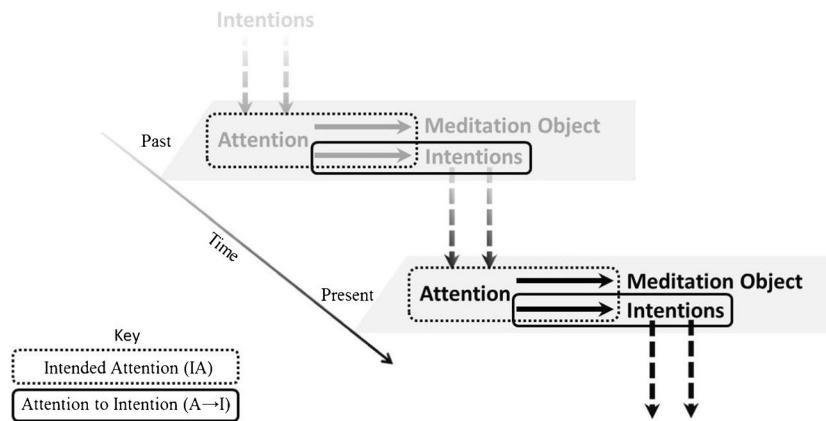 Intentions
Past
Attention
Meditation Object
Intentions
Time
Present
Attention
Meditation Object
Intentions
Key
Intended Attention (IA)
Attention to Intention (A→I)